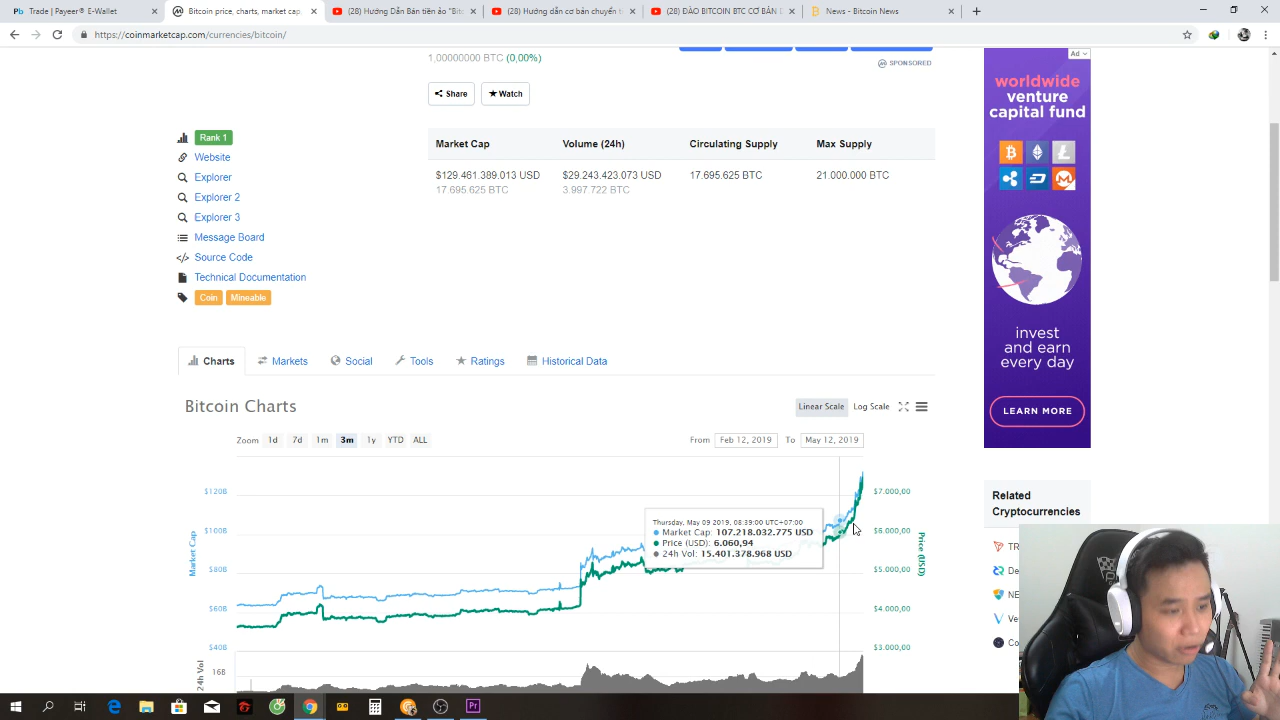 Trade | Payer® E-Wallet
Bitcoin price, charts, market cap
(28) Hướng Dẫn Bán tiền ảo "Bitc
(28) Hướng dẫn cơ bản chuyển t
(28) ĐÀO BITCOIN BTC CƠ BẢN D
News - Bitcoin News
https://coinmarketcap.com/currencies/bitcoin/
1,00000000 BTC (0,00%)
SPONSORED
Share
Watch
Rank 1
Website
Explorer
Explorer 2
Explorer 3
Message Board
Source Code
Technical Documentation
Coin Mineable
Market Cap Volume (24h) Circulating Supply Max Supply
$129.461.389.013 USD $29.243.423.073 USD 17.695.625 BTC 21.000.000 BTC
17.695.625 BTC 3.997.722 BTC
Charts Markets Social Tools Ratings Historical Data
Bitcoin Charts
Linear Scale Log Scale
Zoom 1d 7d 1m 3m 1y YTD ALL
From Feb 12, 2019 To May 12, 2019
$120B
$100B
$80B
$60B
$40B
Market Cap
$7.000,00
$6.000,00
$5.000,00
$4.000,00
$3.000,00
Price (USD)
Thursday, May 09 2019, 08:39:00 UTC+07:00
Market Cap: 107.218.032.775 USD
Price (USD): 6.060,94
24h Vol: 15.401.378.968 USD
24h Vol
16B
Ad
worldwide
venture
capital fund
invest
and earn
every day
LEARN MORE
Related
Cryptocurrencies
TR
De
NE
Ve
Co